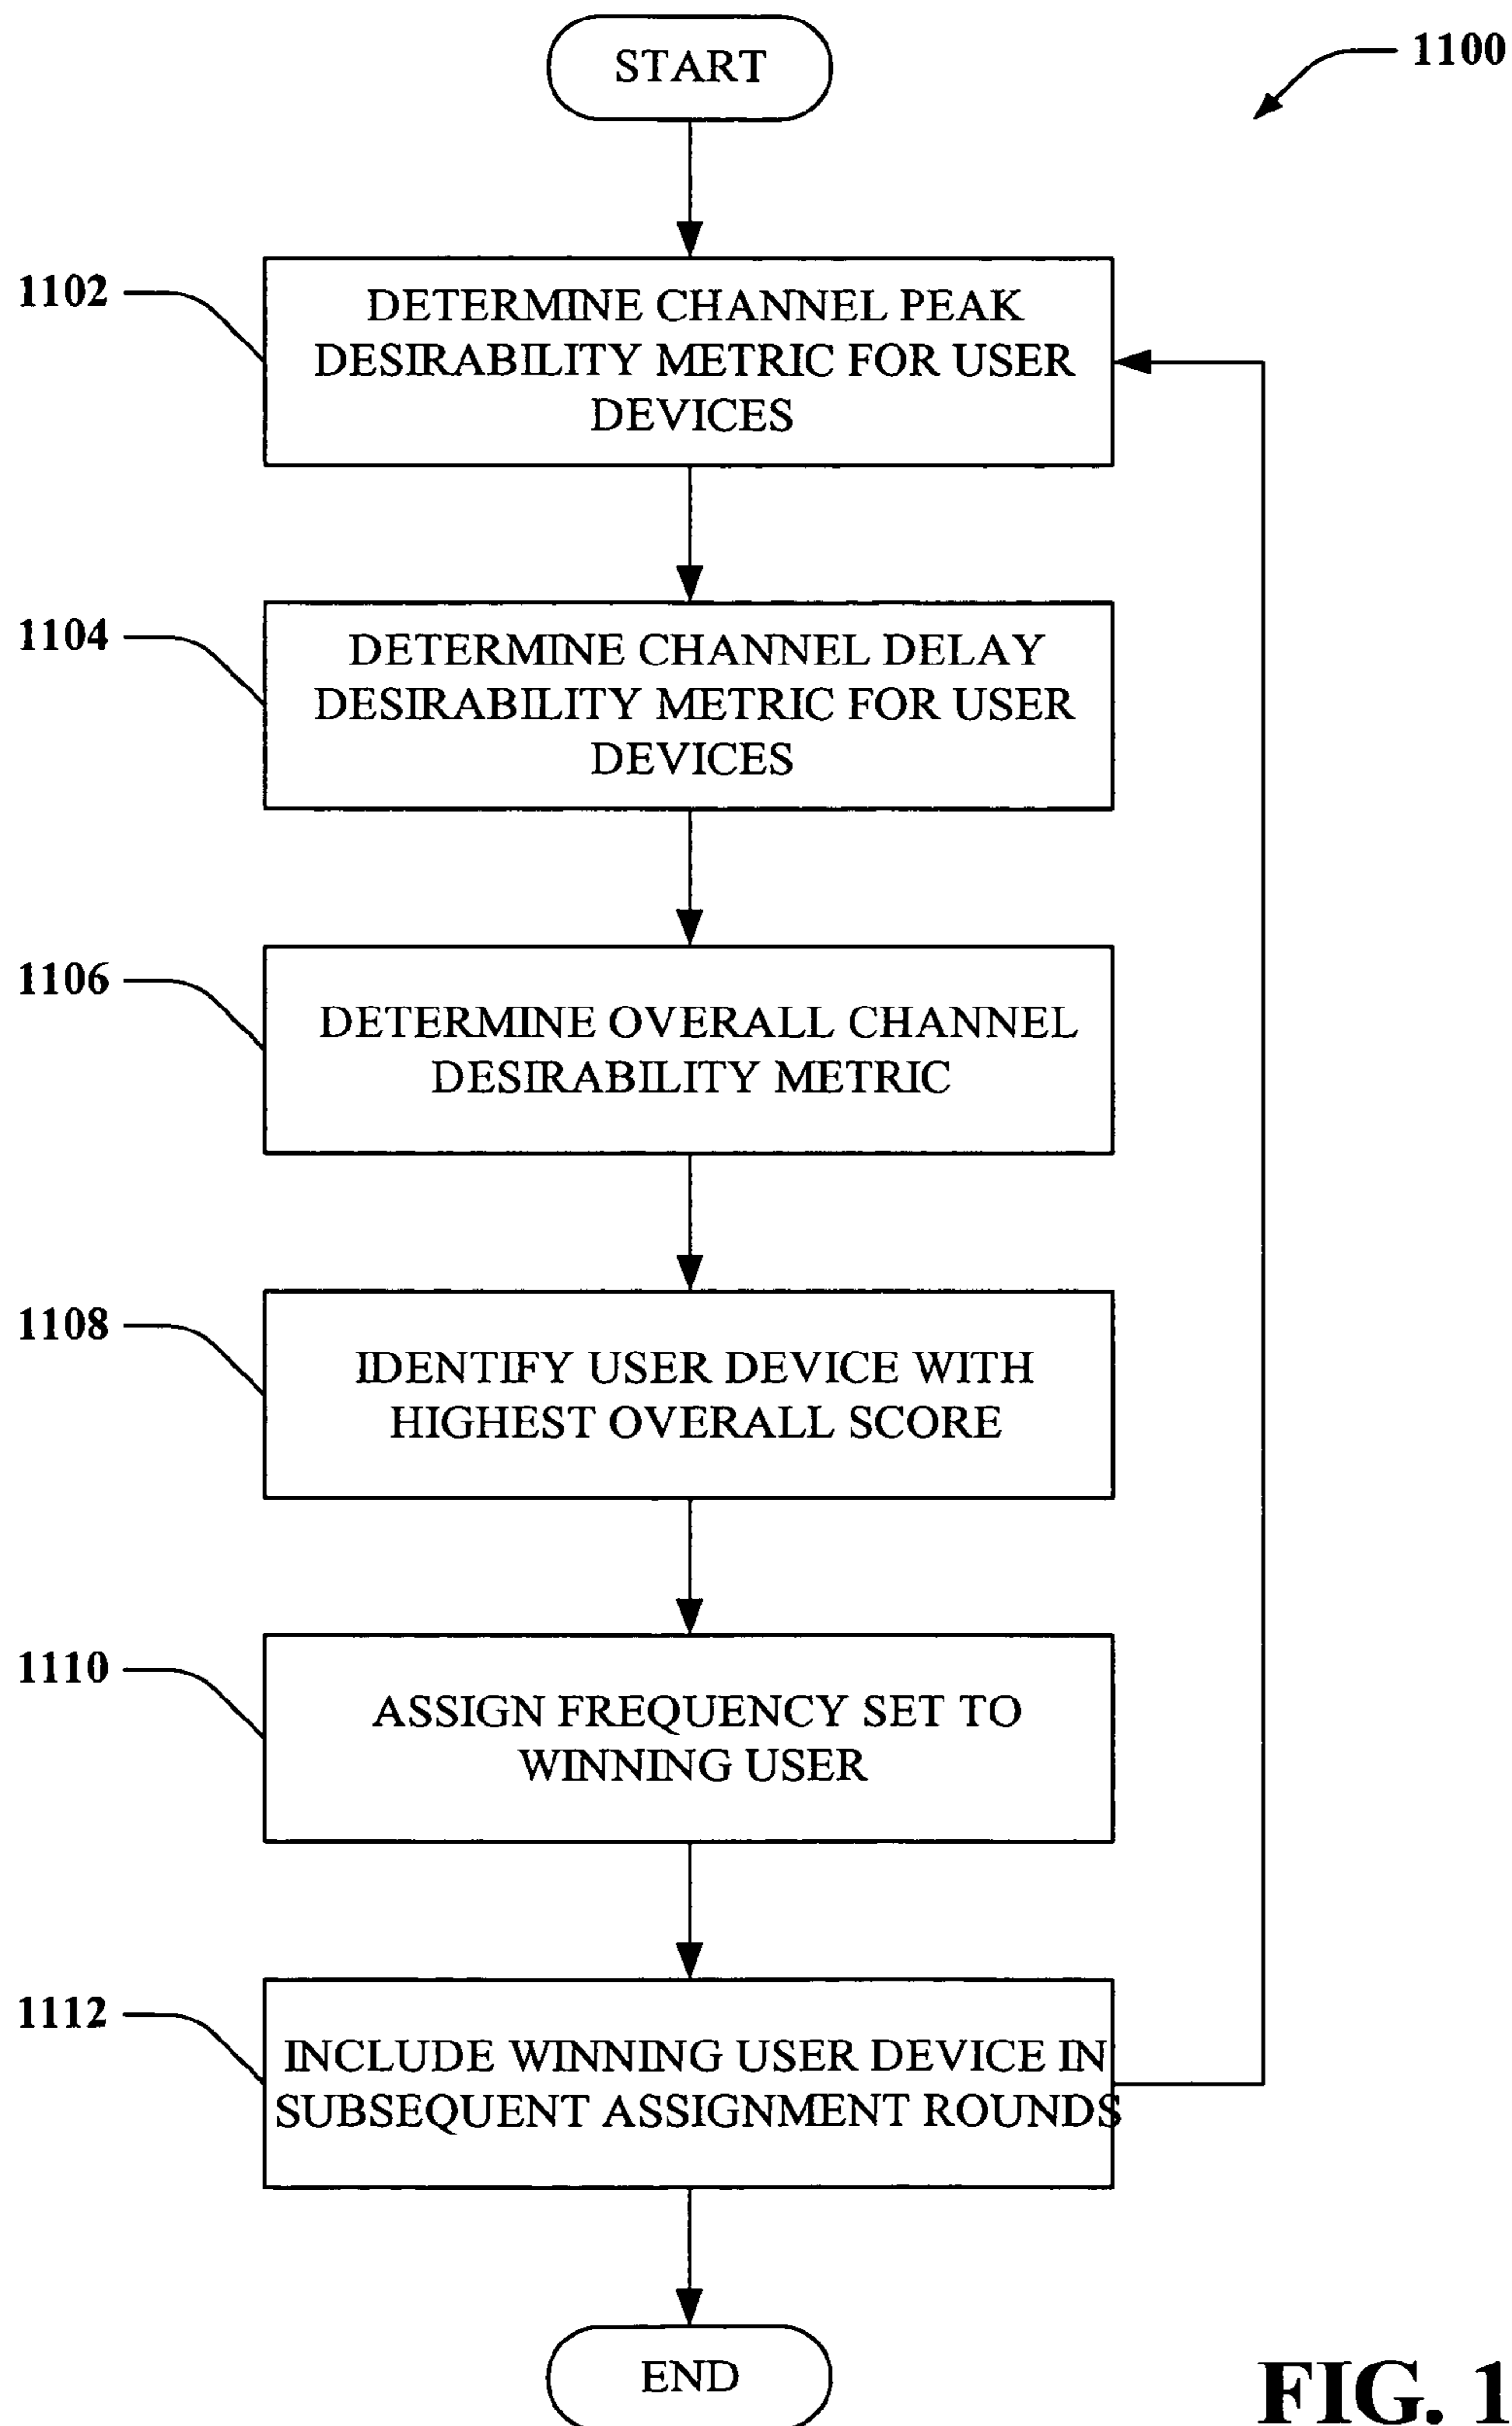 START
1100
1102
DETERMINE CHANNEL PEAK
DESIRABILITY METRIC FOR USER
DEVICES
1104
DETERMINE CHANNEL DELAY
DESIRABILITY METRIC FOR USER
DEVICES
1106
DETERMINE OVERALL CHANNEL
DESIRABILITY METRIC
1108
IDENTIFY USER DEVICE WITH
HIGHEST OVERALL SCORE
1110
ASSIGN FREQUENCY SET TO
WINNING USER
1112
INCLUDE WINNING USER DEVICE IN
SUBSEQUENT ASSIGNMENT ROUNDS
END
FIG. 1